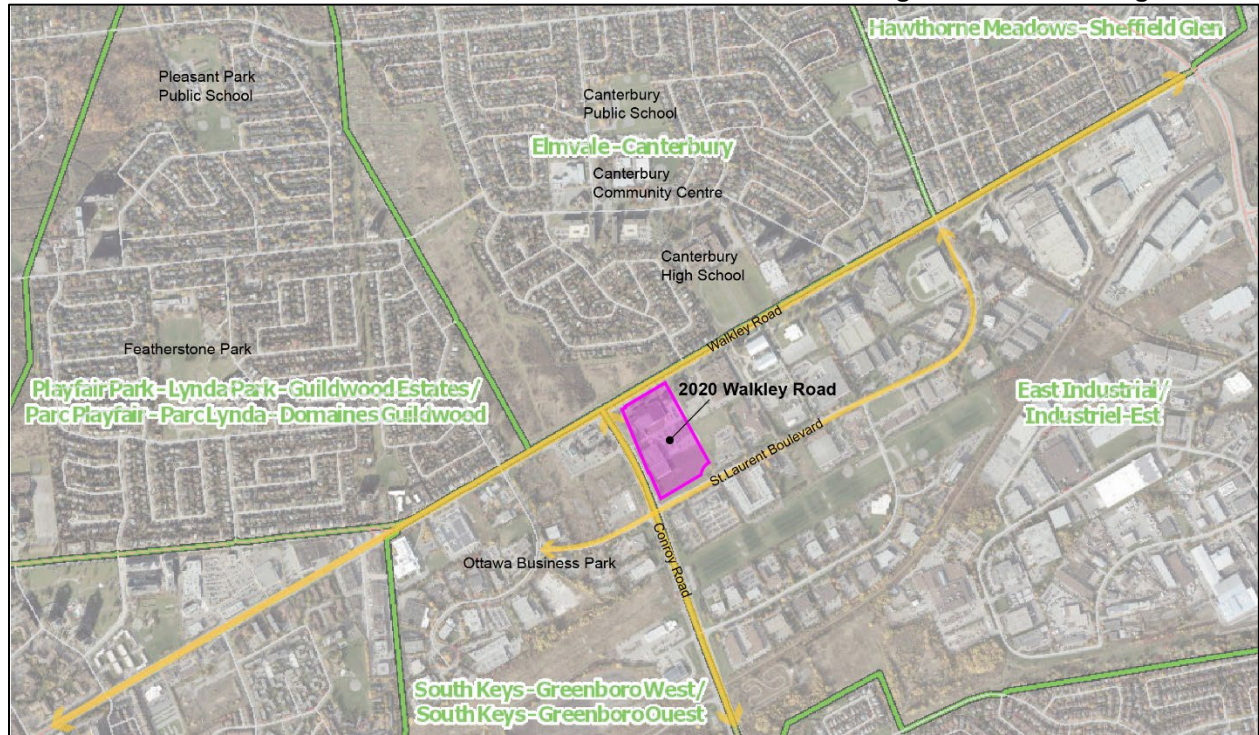 Hawthorne Meadows - Sheffield Glen
Pleasant Park
Public School
Canterbury
Public School
Elmvale - Canterbury
Canterbury
Community Centre
Canterbury
High School
Walkley Road
Featherstone Park
Playfair Park - Lynda Park - Guildwood Estates /
Parc Playfair - Parc Lynda - Domaines Guildwood
2020 Walkley Road
East Industrial /
Industriel-Est
St.Laurent Boulevard
Conroy Road
Ottawa Business Park
South Keys - Greenboro West /
South Keys - Greenboro Ouest